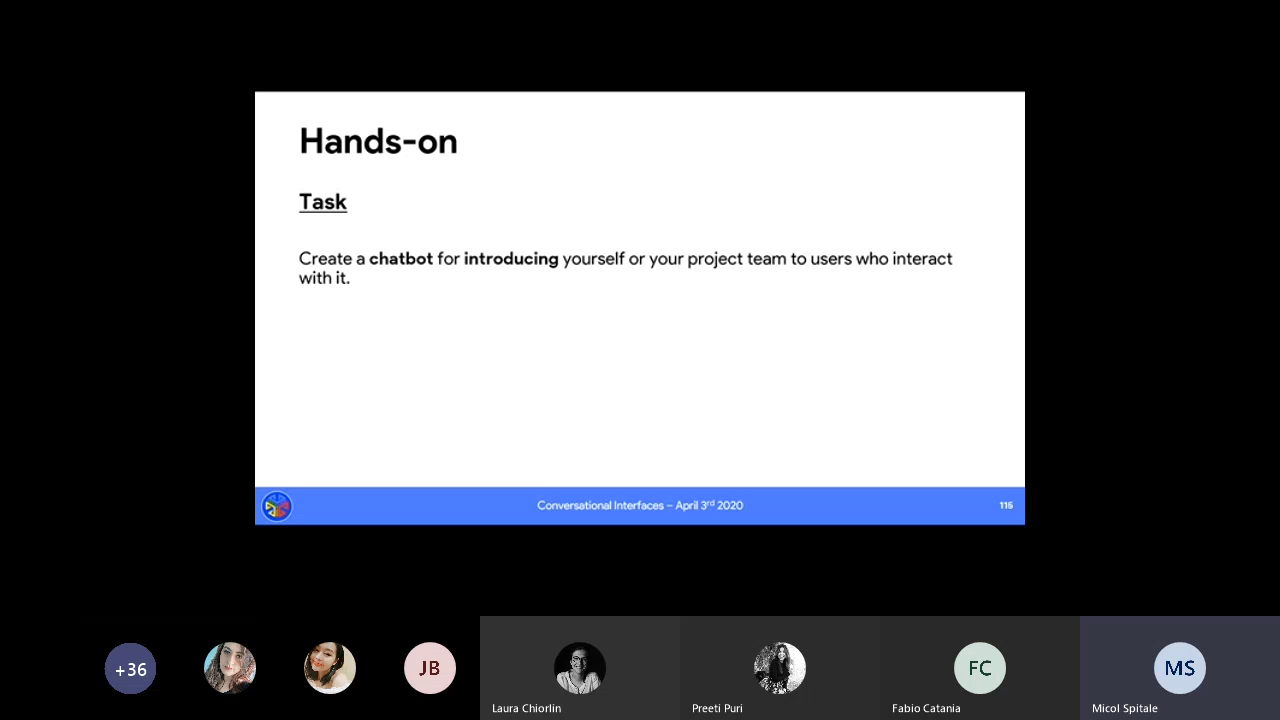 Hands-on
Task
Create a chatbot for introducing yourself or your project team to users who interact
with it.
Conversational Interfaces – April 3rd 2020
115
+36
JB
FC
MS
Laura Chiorlin
Preeti Puri
Fabio Catania
Micol Spitale